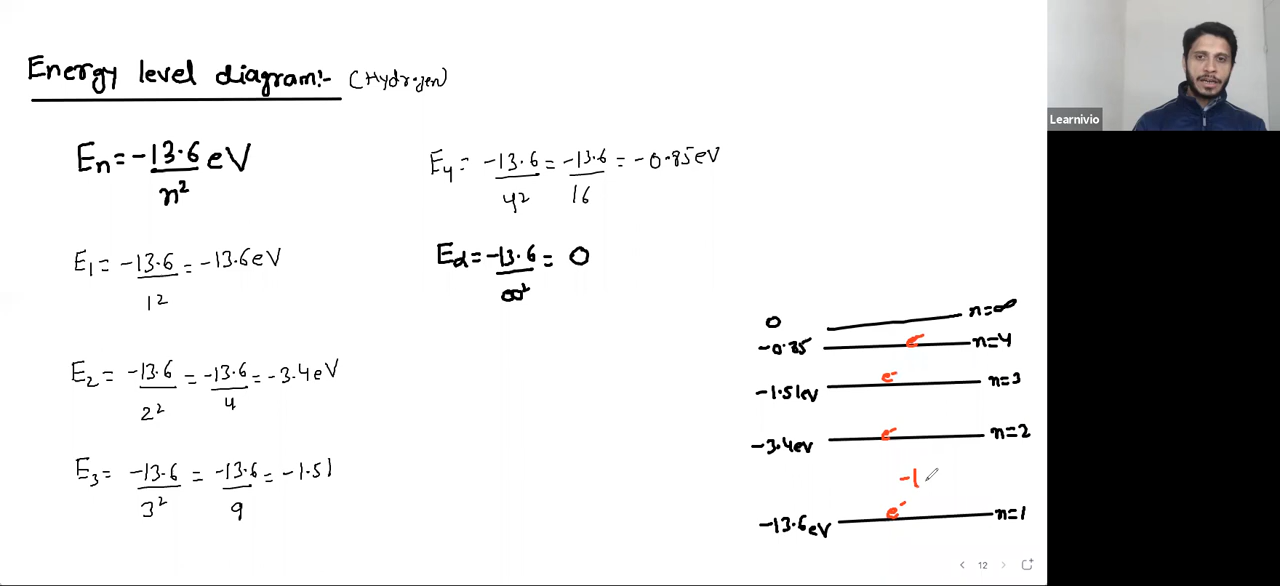 Energy level diagram:- (Hydrogen)
En = -13.6/n² eV
E1 = -13.6/1² = -13.6eV
E2 = -13.6/2² = -13.6/4 = -3.4eV
E3 = -13.6/3² = -13.6/9 = -1.51
E4 = -13.6/4² = -13.6/16 = -0.85eV
Eα = -13.6/∞² = 0
0 n=∞
-0.85 e⁻ n=4
-1.51ev e⁻ n=3
-3.4ev e⁻ n=2
-1
-13.6eV e⁻ n=1
Learnivio
12